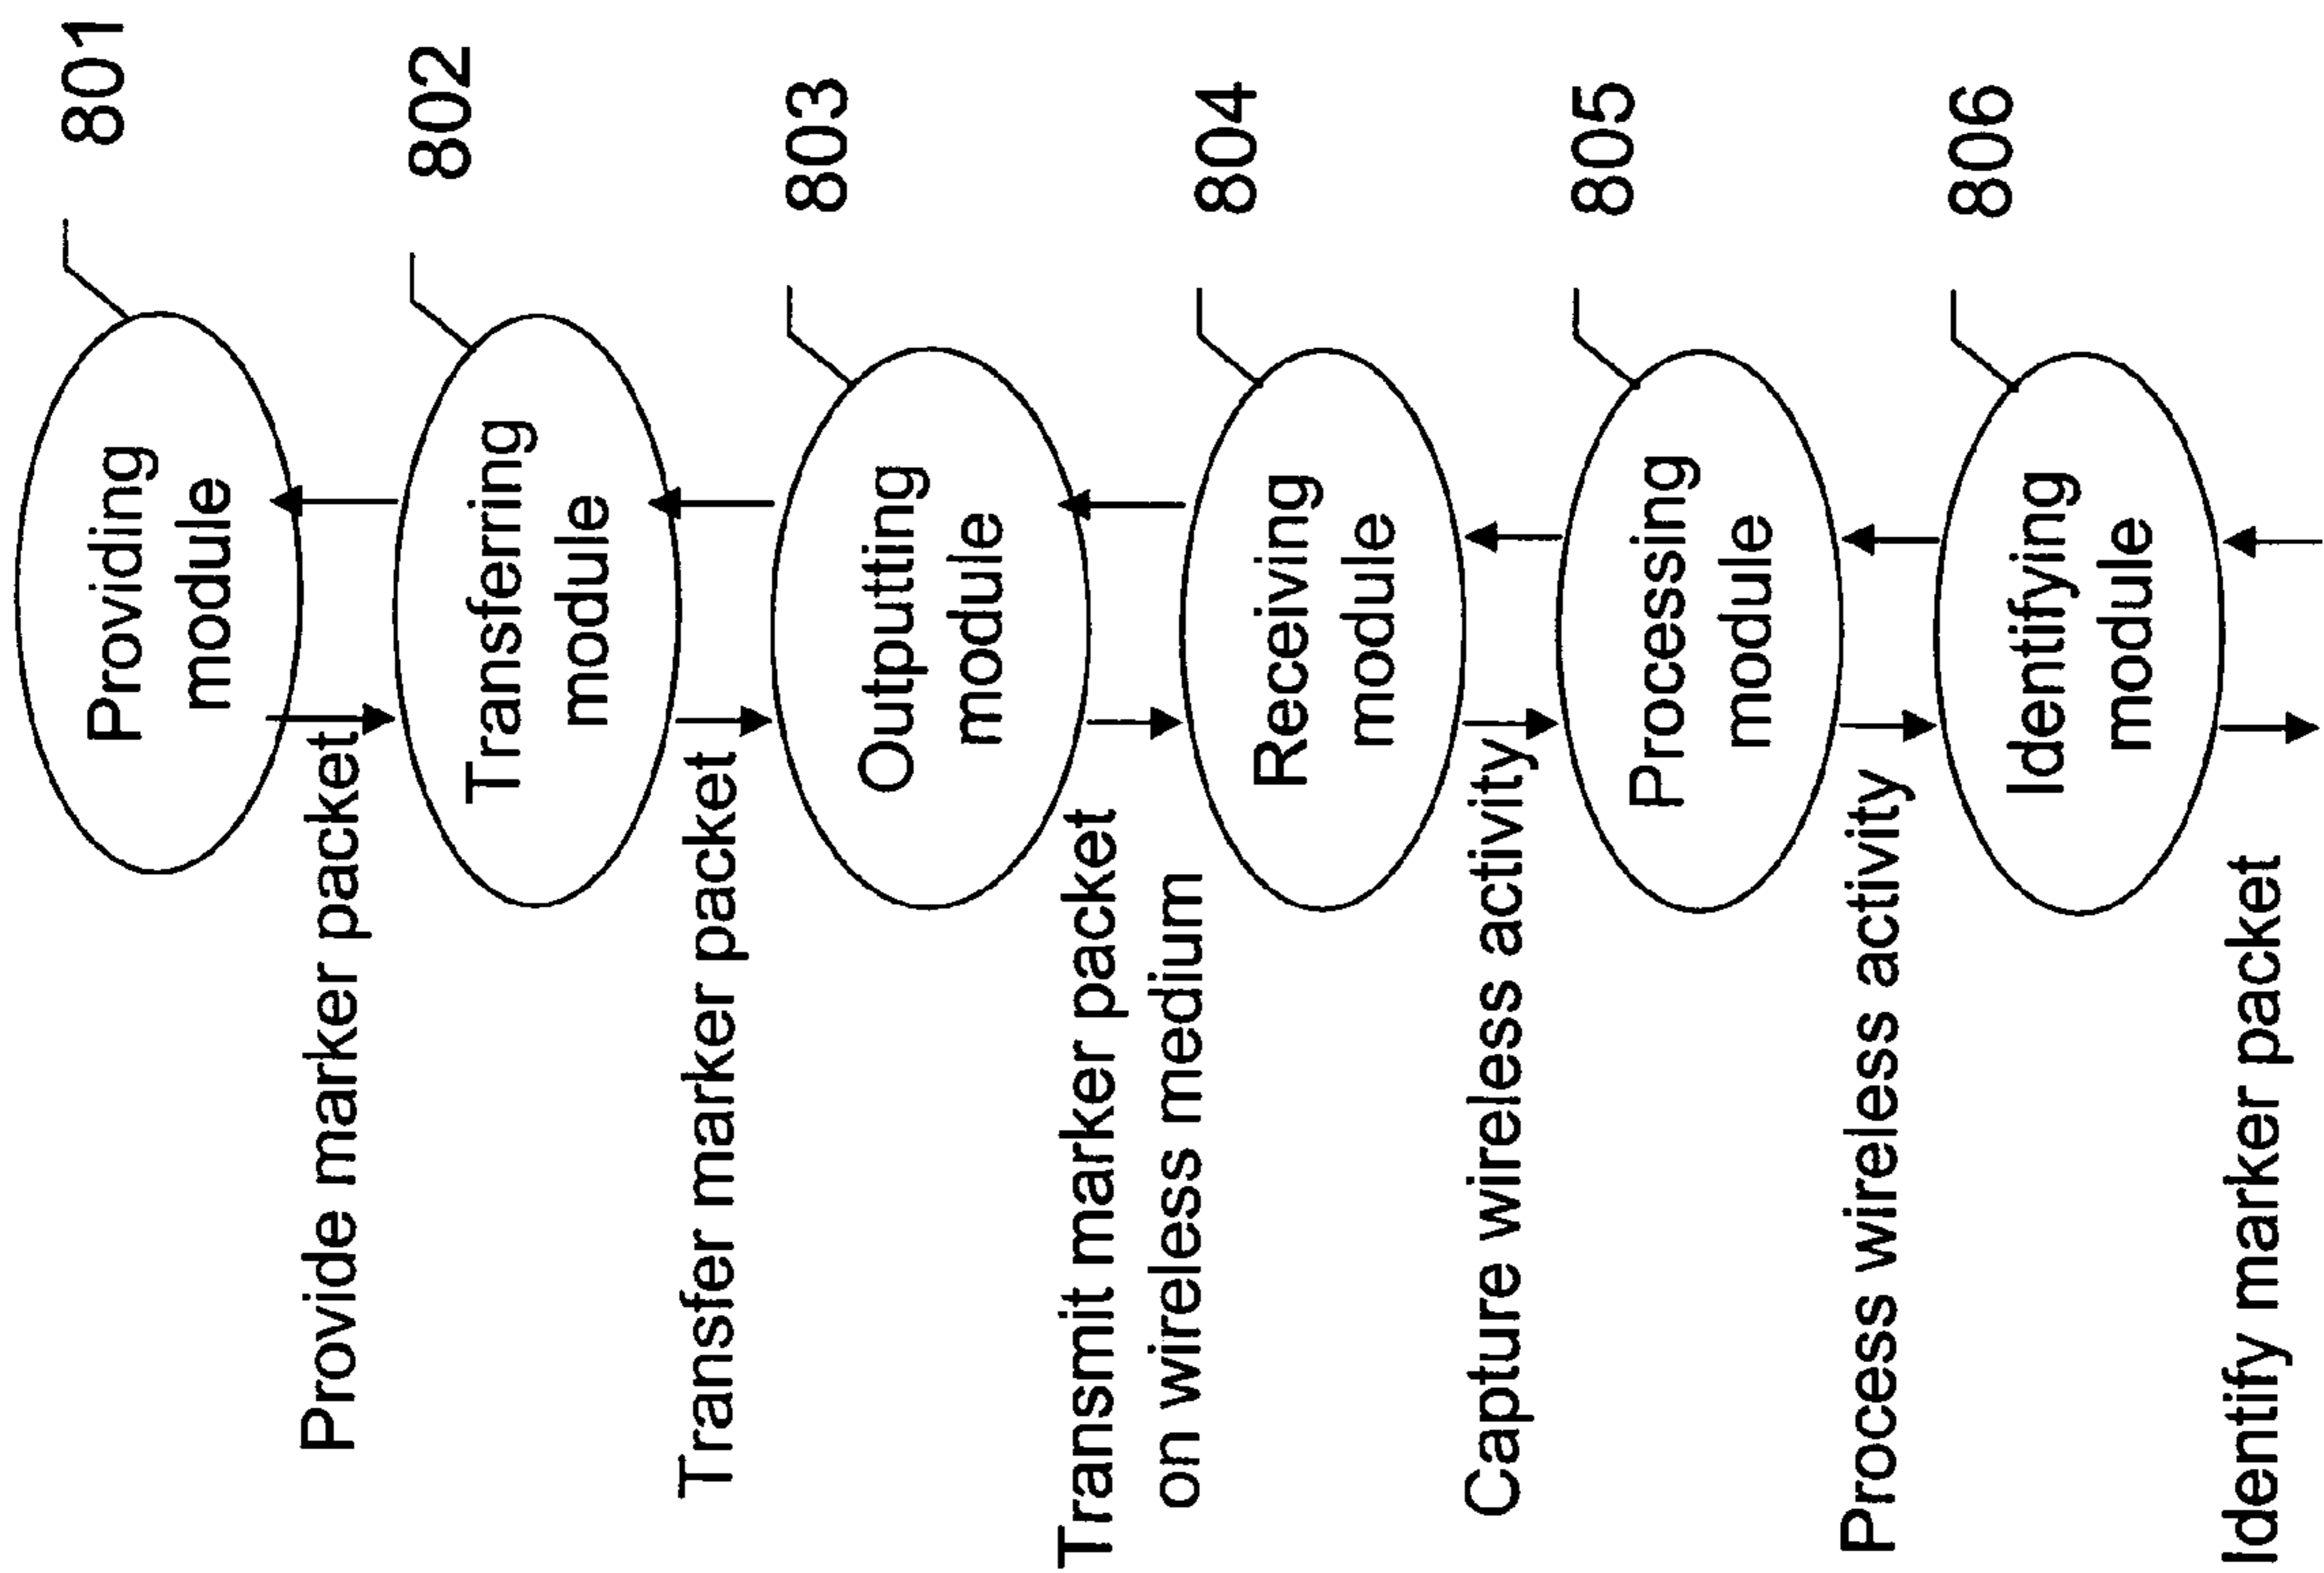 801
Providing
module
Provide marker packet
802
Transferring
module
Transfer marker packet
803
Outputting
module
Transmit marker packet
on wireless medium
804
Receiving
module
Capture wireless activity
805
Processing
module
Process wireless activity
806
Identifying
module
Identify marker packet